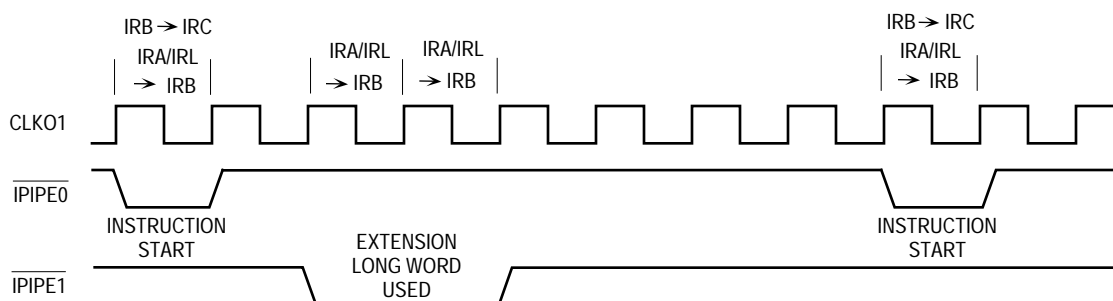 IRB → IRC
IRA/IRL
→ IRB
IRA/IRL
→ IRB
IRA/IRL
→ IRB
IRB → IRC
IRA/IRL
→ IRB
CLKO1
IPIPE0
INSTRUCTION
START
INSTRUCTION
START
IPIPE1
EXTENSION
LONG WORD
USED